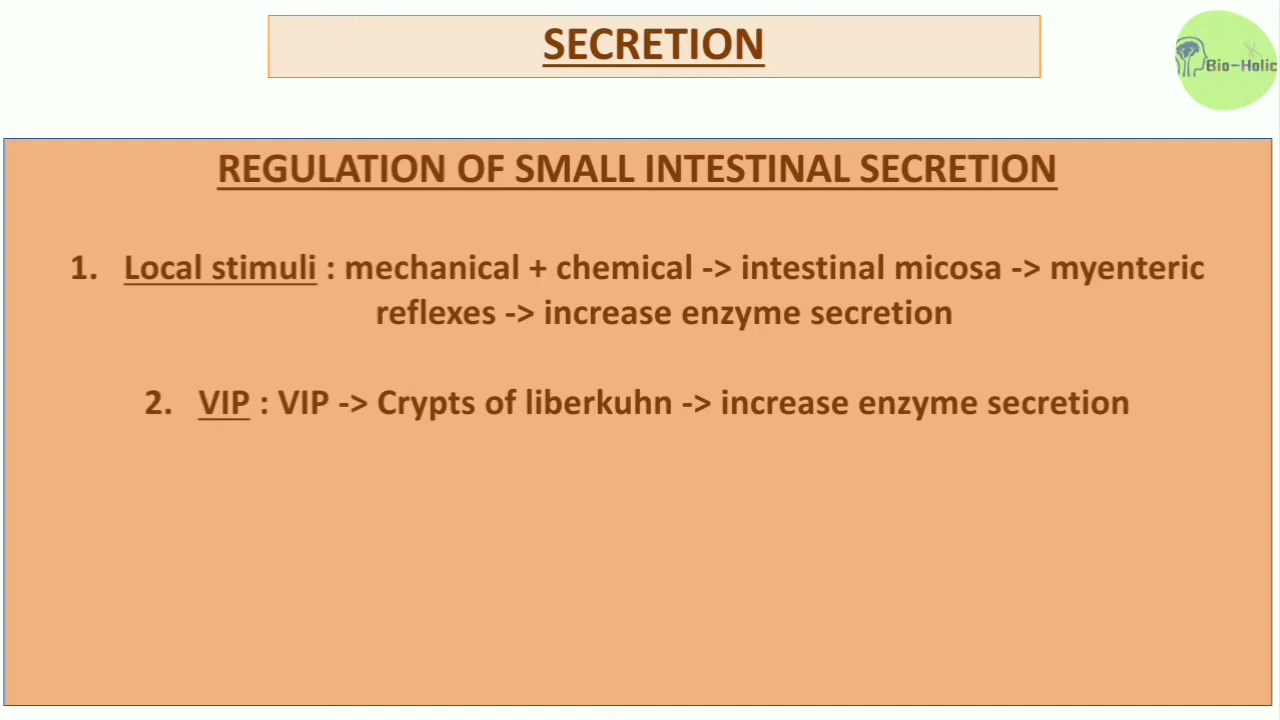 SECRETION
Bio-Holic
REGULATION OF SMALL INTESTINAL SECRETION
1. Local stimuli : mechanical + chemical -> intestinal micosa -> myenteric
reflexes -> increase enzyme secretion
2. VIP : VIP -> Crypts of liberkuhn -> increase enzyme secretion